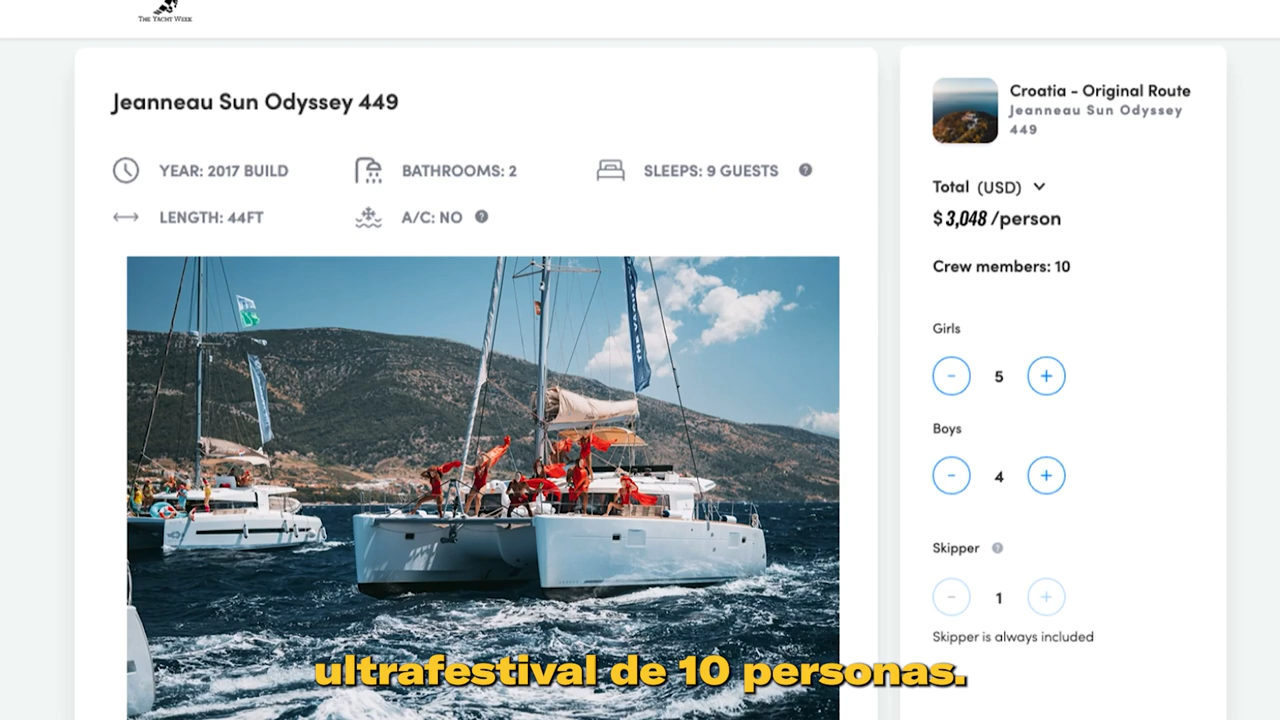 THE YACHT WEEK
Jeanneau Sun Odyssey 449
YEAR: 2017 BUILD
BATHROOMS: 2
SLEEPS: 9 GUESTS
?
LENGTH: 44FT
A/C: NO
?
Croatia - Original Route
Jeanneau Sun Odyssey
449
Total (USD)
$3,048 /person
Crew members: 10
Girls
- 5 +
Boys
- 4 +
Skipper ?
- 1 +
Skipper is always included
ultrafestival de 10 personas.